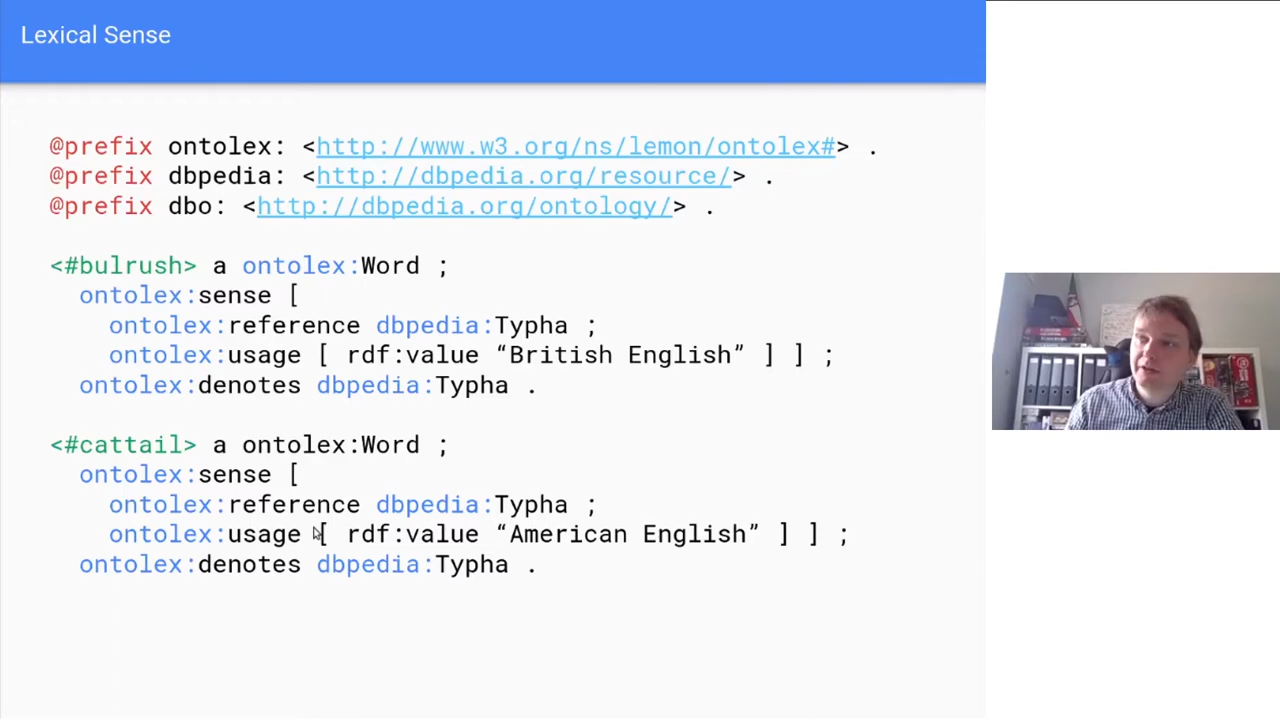 Lexical Sense
@prefix ontolex: <http://www.w3.org/ns/lemon/ontolex#> .
@prefix dbpedia: <http://dbpedia.org/resource/> .
@prefix dbo: <http://dbpedia.org/ontology/> .
<#bulrush> a ontolex:Word ;
ontolex:sense [
ontolex:reference dbpedia:Typha ;
ontolex:usage [ rdf:value “British English” ] ] ;
ontolex:denotes dbpedia:Typha .
<#cattail> a ontolex:Word ;
ontolex:sense [
ontolex:reference dbpedia:Typha ;
ontolex:usage [ rdf:value “American English” ] ] ;
ontolex:denotes dbpedia:Typha .